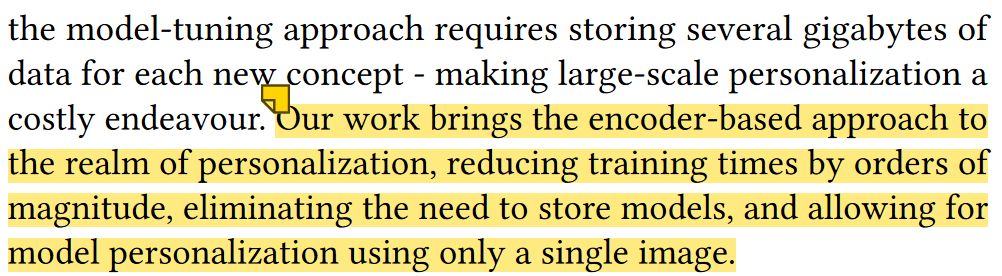 the model-tuning approach requires storing several gigabytes of
data for each new concept - making large-scale personalization a
costly endeavour. Our work brings the encoder-based approach to
the realm of personalization, reducing training times by orders of
magnitude, eliminating the need to store models, and allowing for
model personalization using only a single image.